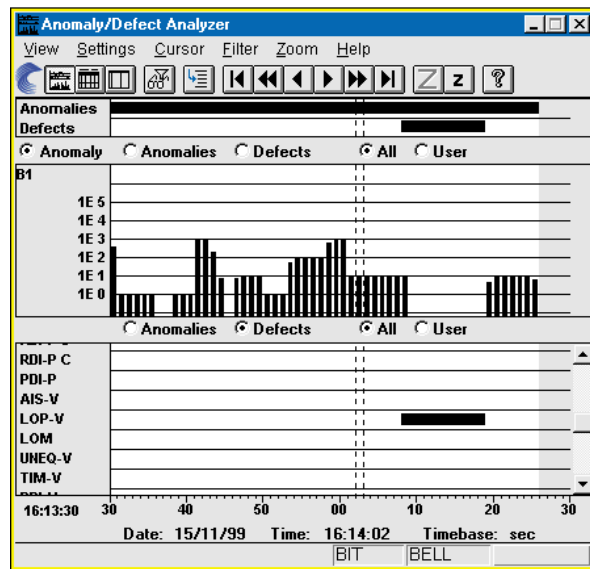 Anomaly/Defect Analyzer
View Settings Cursor Filter Zoom Help
Z z ?
Anomalies
Defects
Anomaly Anomalies Defects All User
B1
1E 5
1E 4
1E 3
1E 2
1E 1
1E 0
Anomalies Defects All User
RDI-P C
PDI-P
AIS-V
LOP-V
LOM
UNEQ-V
TIM-V
16:13:30 30 40 50 00 10 20 30
Date: 15/11/99 Time: 16:14:02 Timebase: sec
BIT BELL